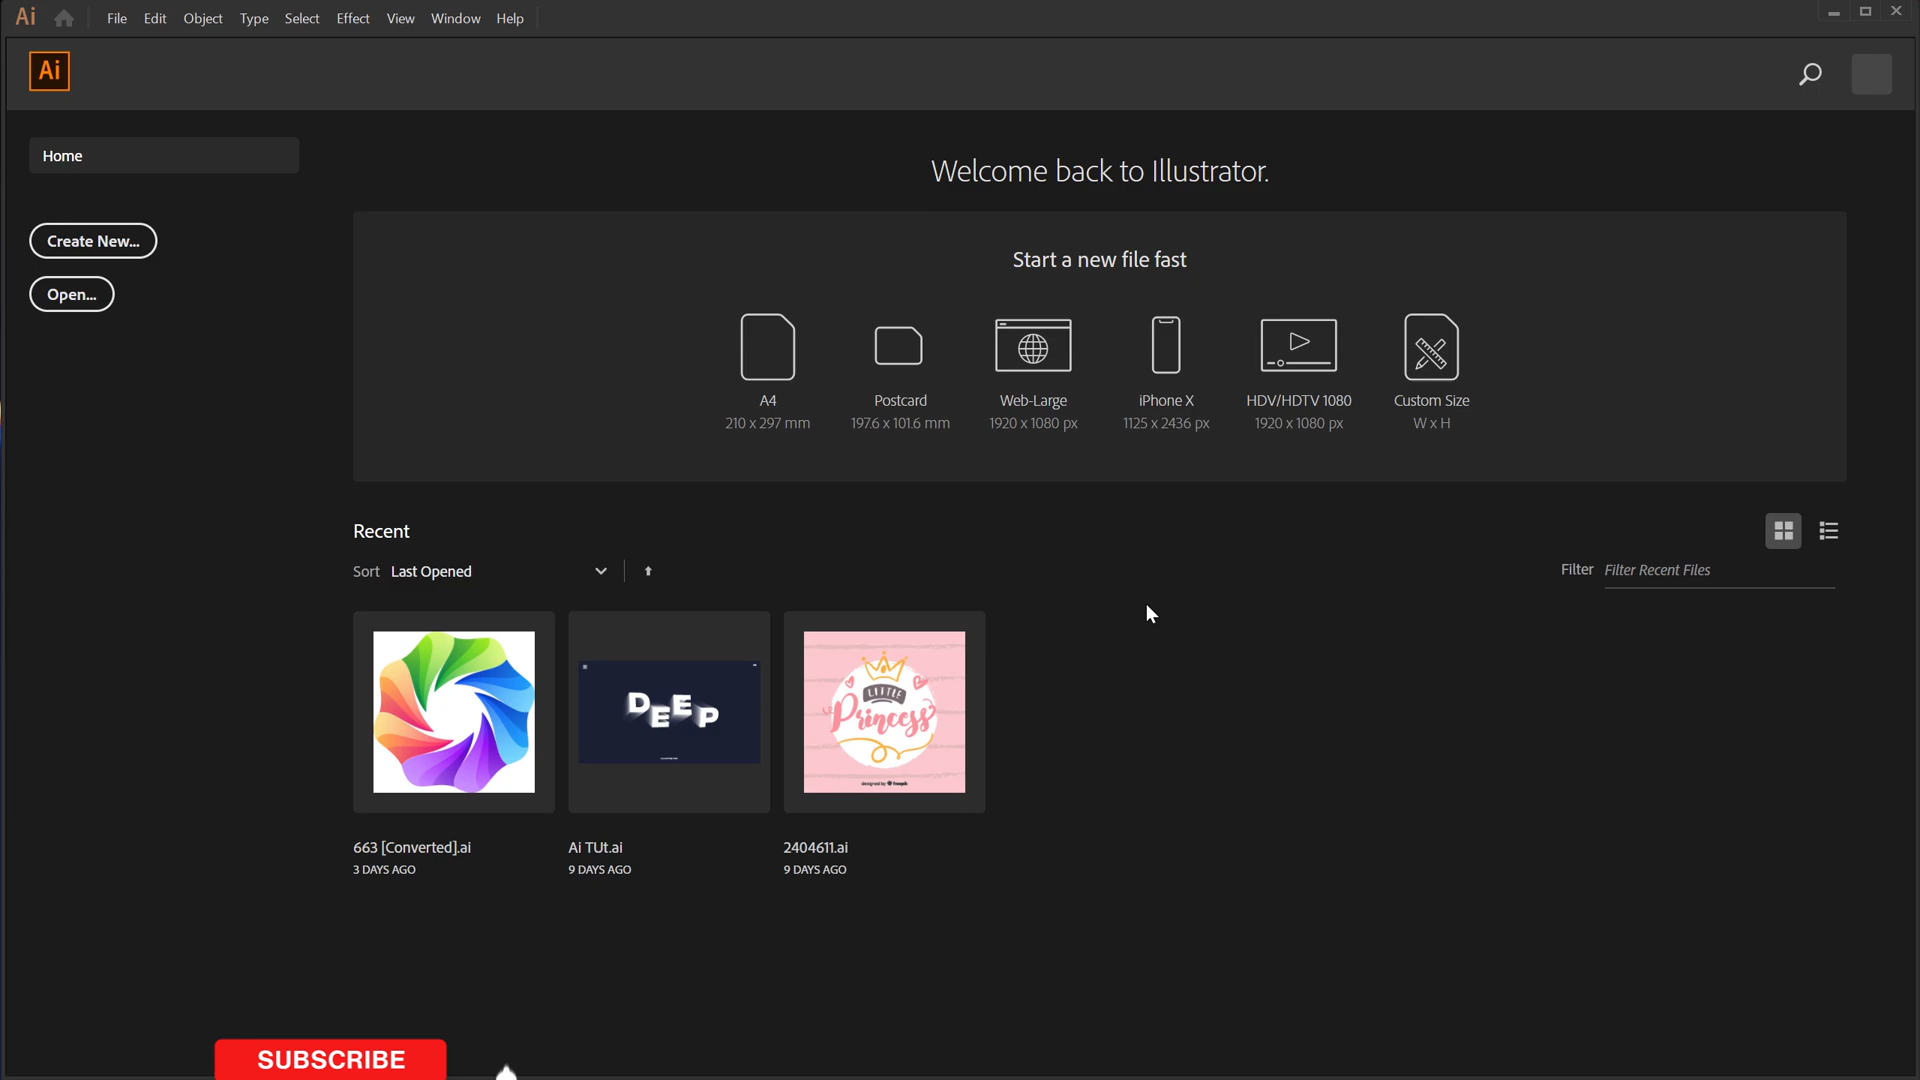 Ai File Edit Object Type Select Effect View Window Help
Ai
Home
Welcome back to Illustrator.
Create New...
Open...
Start a new file fast
A4
210 x 297 mm
Postcard
197.6 x 101.6 mm
Web-Large
1920 x 1080 px
iPhone X
1125 x 2436 px
HDV/HDTV 1080
1920 x 1080 px
Custom Size
W x H
Recent
Sort Last Opened
Filter Filter Recent Files
DEEP
LITTLE
Princess
designed by freepik
663 [Converted].ai
3 DAYS AGO
Ai TUt.ai
9 DAYS AGO
2404611.ai
9 DAYS AGO
SUBSCRIBE